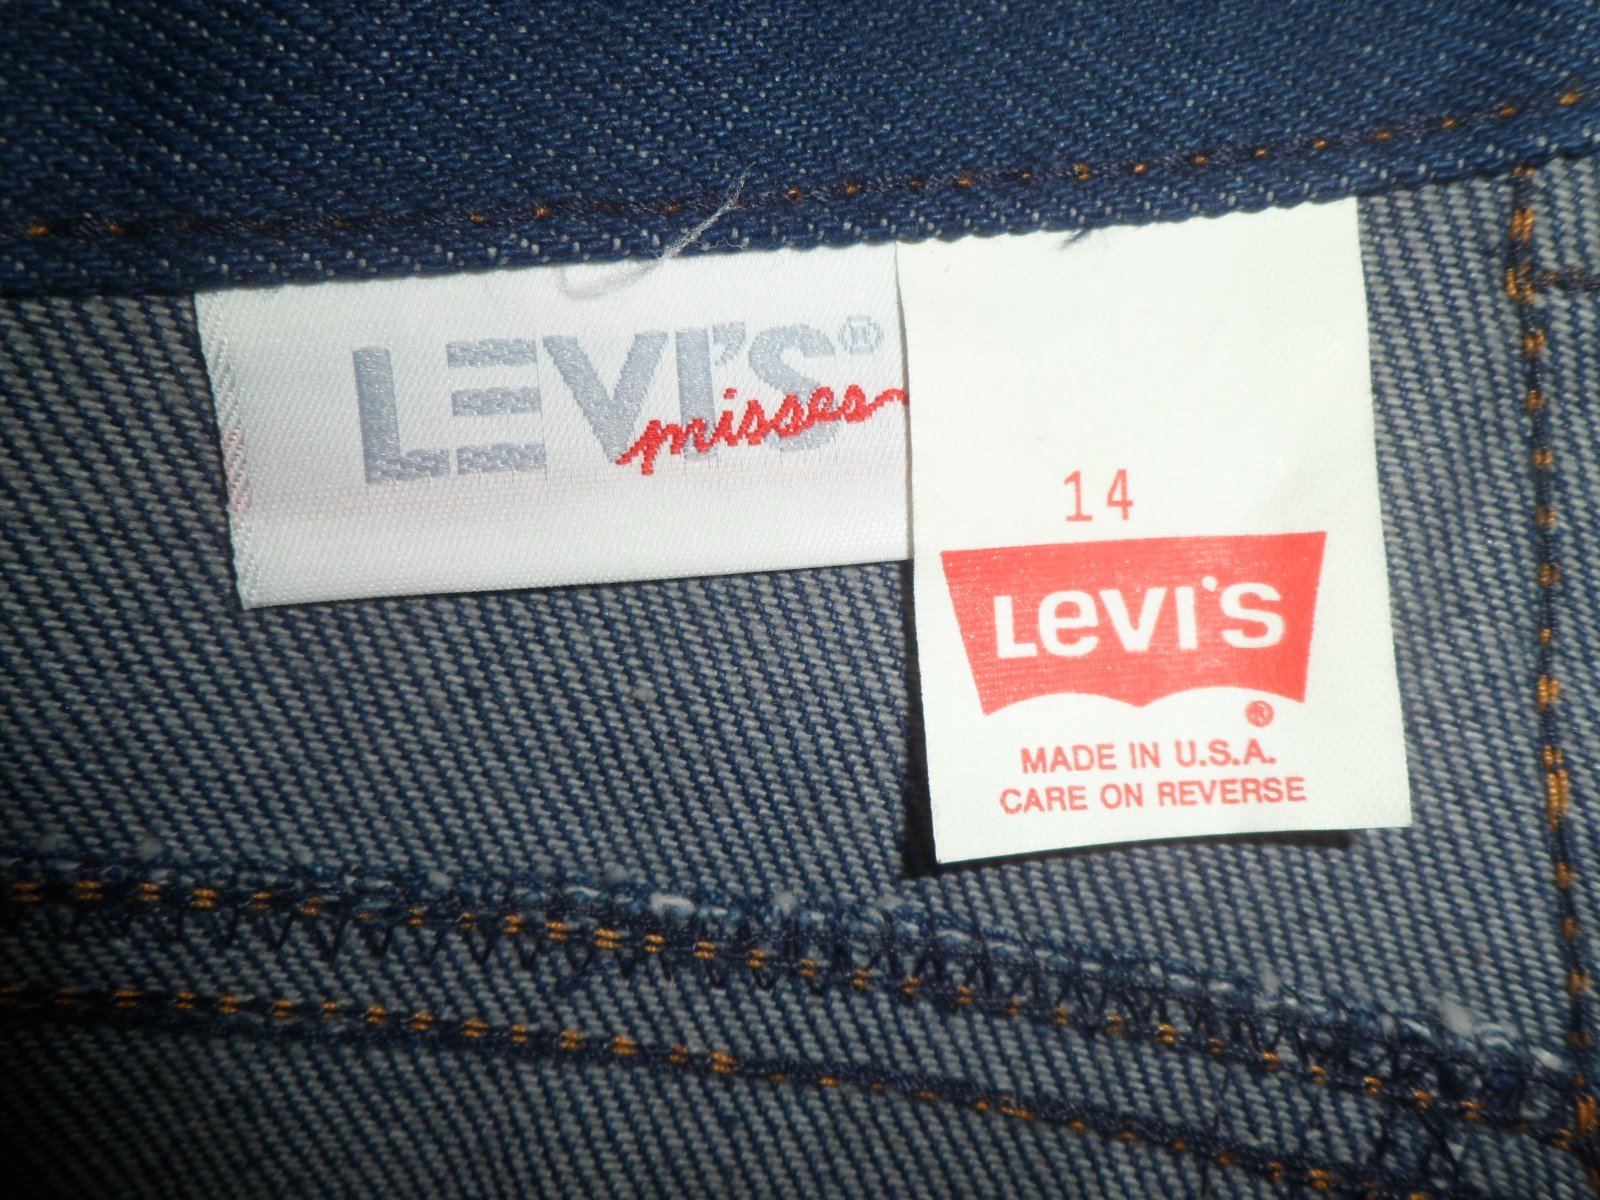 LEVI'S®
misses
14
LEVI'S
®
MADE IN U.S.A.
CARE ON REVERSE